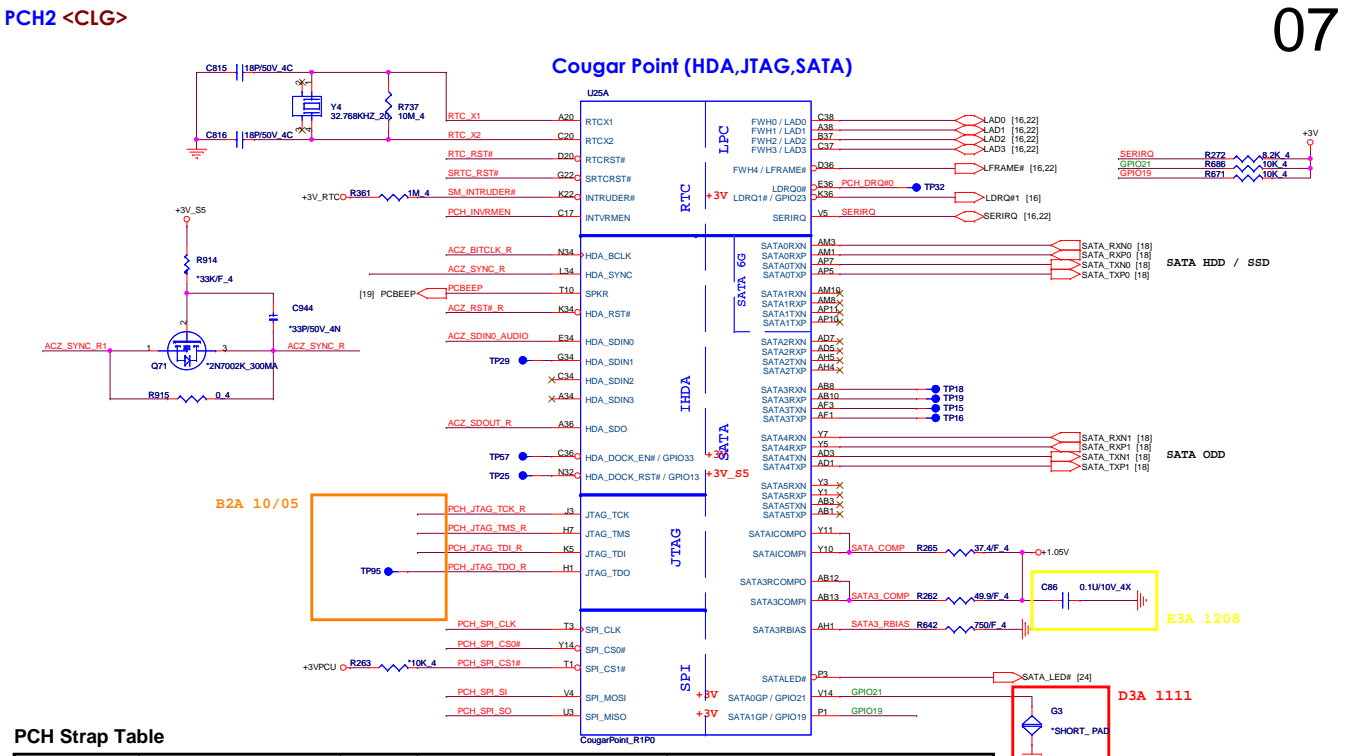 PCH2 <CLG>
07
Cougar Point (HDA,JTAG,SATA)
U25A
C815 18P/50V_4C
Y4
32.768KHZ_20
R737
10M_4
C816 18P/50V_4C
2 1
3 4
RTC_X1 A20 RTCX1
RTC_X2 C20 RTCX2
RTC_RST# D20 RTCRST#
SRTC_RST# G22 SRTCRST#
+3V_RTC R361 1M_4 SM_INTRUDER# K22 INTRUDER#
PCH_INVRMEN C17 INTVRMEN
RTC
LPC
+3V
FWH0 / LAD0 C38 LAD0 [16,22]
FWH1 / LAD1 A38 LAD1 [16,22]
FWH2 / LAD2 B37 LAD2 [16,22]
FWH3 / LAD3 C37 LAD3 [16,22]
FWH4 / LFRAME# D36 LFRAME# [16,22]
LDRQ0# E36 PCH_DRQ#0 TP32
LDRQ1# / GPIO23 K36 LDRQ#1 [16]
SERIRQ V5 SERIRQ SERIRQ [16,22]
+3V
SERIRQ R272 8.2K_4
GPIO21 R686 10K_4
GPIO19 R671 10K_4
+3V_S5
R914
*33K/F_4
C944
*33P/50V_4N
2
ACZ_SYNC_R1 1 3 ACZ_SYNC_R
Q71 *2N7002K_300MA
R915 0_4
ACZ_BITCLK_R N34 HDA_BCLK
ACZ_SYNC_R L34 HDA_SYNC
[19] PCBEEP PCBEEP T10 SPKR
ACZ_RST#_R K34 HDA_RST#
ACZ_SDIN0_AUDIO E34 HDA_SDIN0
TP29 G34 HDA_SDIN1
C34 HDA_SDIN2
A34 HDA_SDIN3
ACZ_SDOUT_R A36 HDA_SDO
TP57 C36 HDA_DOCK_EN# / GPIO33 +3V
TP25 N32 HDA_DOCK_RST# / GPIO13 +3V_S5
IHDA
SATA 6G
SATA
SATA0RXN AM3 SATA_RXN0 [18]
SATA0RXP AM1 SATA_RXP0 [18]
SATA0TXN AP7 SATA_TXN0 [18]
SATA0TXP AP5 SATA_TXP0 [18]
SATA HDD / SSD
SATA1RXN AM10
SATA1RXP AM8
SATA1TXN AP11
SATA1TXP AP10
SATA2RXN AD7
SATA2RXP AD5
SATA2TXN AH5
SATA2TXP AH4
SATA3RXN AB8 TP18
SATA3RXP AB10 TP19
SATA3TXN AF3 TP15
SATA3TXP AF1 TP16
SATA4RXN Y7 SATA_RXN1 [18]
SATA4RXP Y5 SATA_RXP1 [18]
SATA4TXN AD3 SATA_TXN1 [18]
SATA4TXP AD1 SATA_TXP1 [18]
SATA ODD
SATA5RXN Y3
SATA5RXP Y1
SATA5TXN AB3
SATA5TXP AB1
SATAICOMPO Y11
SATAICOMPI Y10 SATA_COMP R265 37.4/F_4 +1.05V
SATA3RCOMPO AB12
SATA3COMPI AB13 SATA3_COMP R262 49.9/F_4
C86 0.1U/10V_4X
E3A 1208
SATA3RBIAS AH1 SATA3_RBIAS R642 750/F_4
B2A 10/05
PCH_JTAG_TCK_R J3 JTAG_TCK
PCH_JTAG_TMS_R H7 JTAG_TMS
PCH_JTAG_TDI_R K5 JTAG_TDI
TP95 PCH_JTAG_TDO_R H1 JTAG_TDO
JTAG
PCH_SPI_CLK T3 SPI_CLK
PCH_SPI_CS0# Y14 SPI_CS0#
+3VPCU R263 *10K_4 PCH_SPI_CS1# T1 SPI_CS1#
PCH_SPI_SI V4 SPI_MOSI
PCH_SPI_SO U3 SPI_MISO
SPI
SATALED# P3 SATA_LED# [24]
+3V SATA0GP / GPIO21 V14 GPIO21
+3V SATA1GP / GPIO19 P1 GPIO19
D3A 1111
G3
*SHORT_ PAD
CougarPoint_R1P0
PCH Strap Table